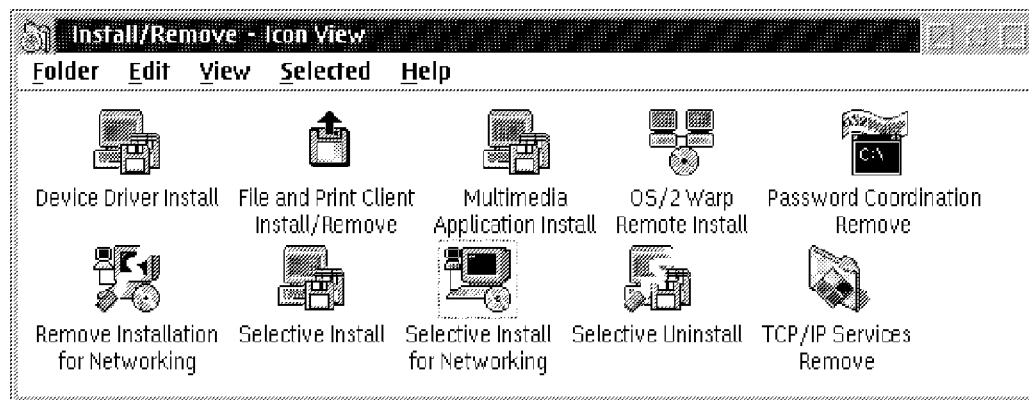 Install/Remove - Icon View
Folder Edit View Selected Help
Device Driver Install
File and Print Client
Install/Remove
Multimedia
Application Install
OS/2 Warp
Remote Install
OS/2
C:\
Password Coordination
Remove
Remove Installation
for Networking
Selective Install
Selective Install
for Networking
Selective Uninstall
TCP/IP Services
Remove